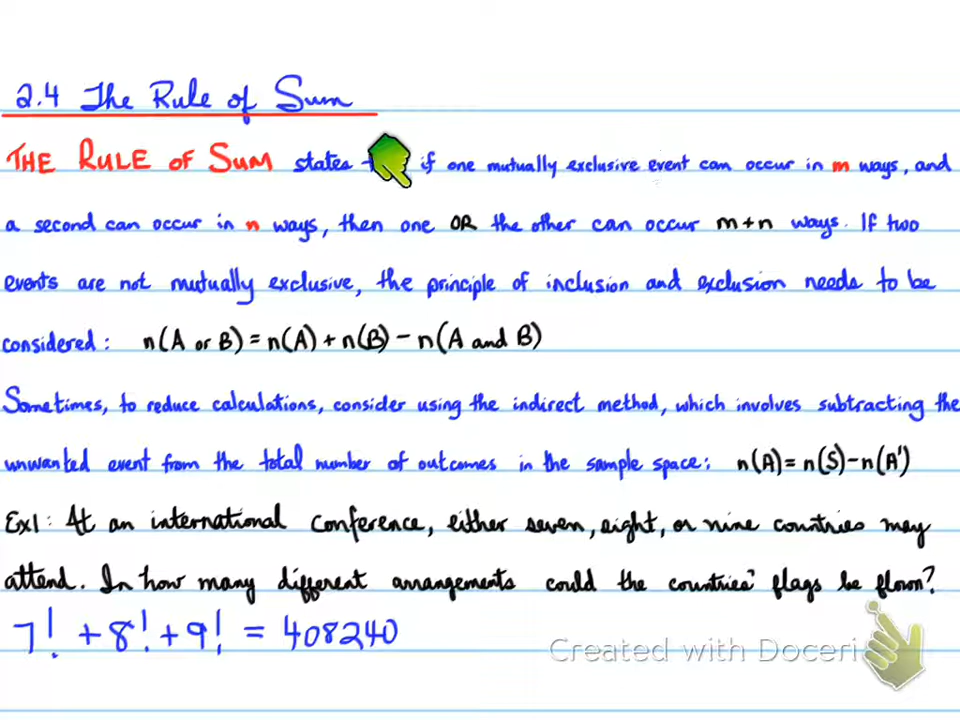 2.4 The Rule of Sum
THE RULE OF SUM states if one mutually exclusive event can occur in m ways, and
a second can occur in n ways, then one OR the other can occur m+n ways. If two
events are not mutually exclusive, the principle of inclusion and exclusion needs to be
considered: n(A or B) = n(A) + n(B) - n(A and B)
Sometimes, to reduce calculations, consider using the indirect method, which involves subtracting the
unwanted event from the total number of outcomes in the sample space: n(A) = n(S) - n(A')
Ex1: At an international conference, either seven, eight, or nine countries may
attend. In how many different arrangements could the countries' flags be flown?
7! + 8! + 9! = 408240
Created with Doceri